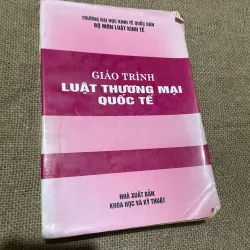 TRƯỜNG ĐẠI HỌC KINH TẾ QUỐC DÂN
BỘ MÔN LUẬT KINH TẾ
GIÁO TRÌNH
LUẬT THƯƠNG MẠI
QUỐC TẾ
NHÀ XUẤT BẢN
KHOA HỌC VÀ KỸ THUẬT